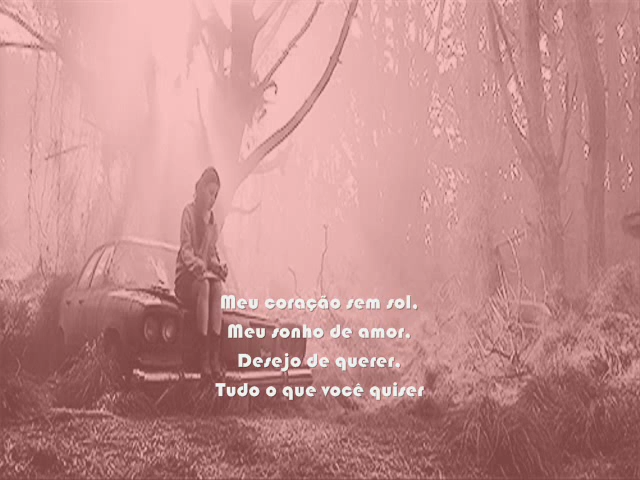 Meu coração sem sol,
Meu sonho de amor.
Desejo de querer,
Tudo o que você quiser